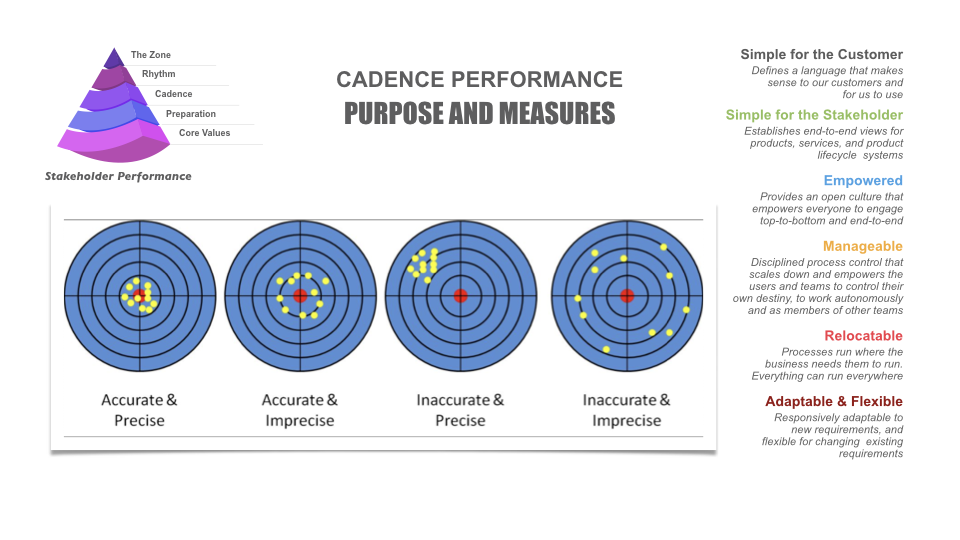 The Zone
Rhythm
Cadence
Preparation
Core Values
Stakeholder Performance
CADENCE PERFORMANCE
PURPOSE AND MEASURES
Accurate &
Precise
Accurate &
Imprecise
Inaccurate &
Precise
Inaccurate &
Imprecise
Simple for the Customer
Defines a language that makes
sense to our customers and
for us to use
Simple for the Stakeholder
Establishes end-to-end views for
products, services, and product
lifecycle systems
Empowered
Provides an open culture that
empowers everyone to engage
top-to-bottom and end-to-end
Manageable
Disciplined process control that
scales down and empowers the
users and teams to control their
own destiny, to work autonomously
and as members of other teams
Relocatable
Processes run where the
business needs them to run.
Everything can run everywhere
Adaptable & Flexible
Responsively adaptable to
new requirements, and
flexible for changing existing
requirements